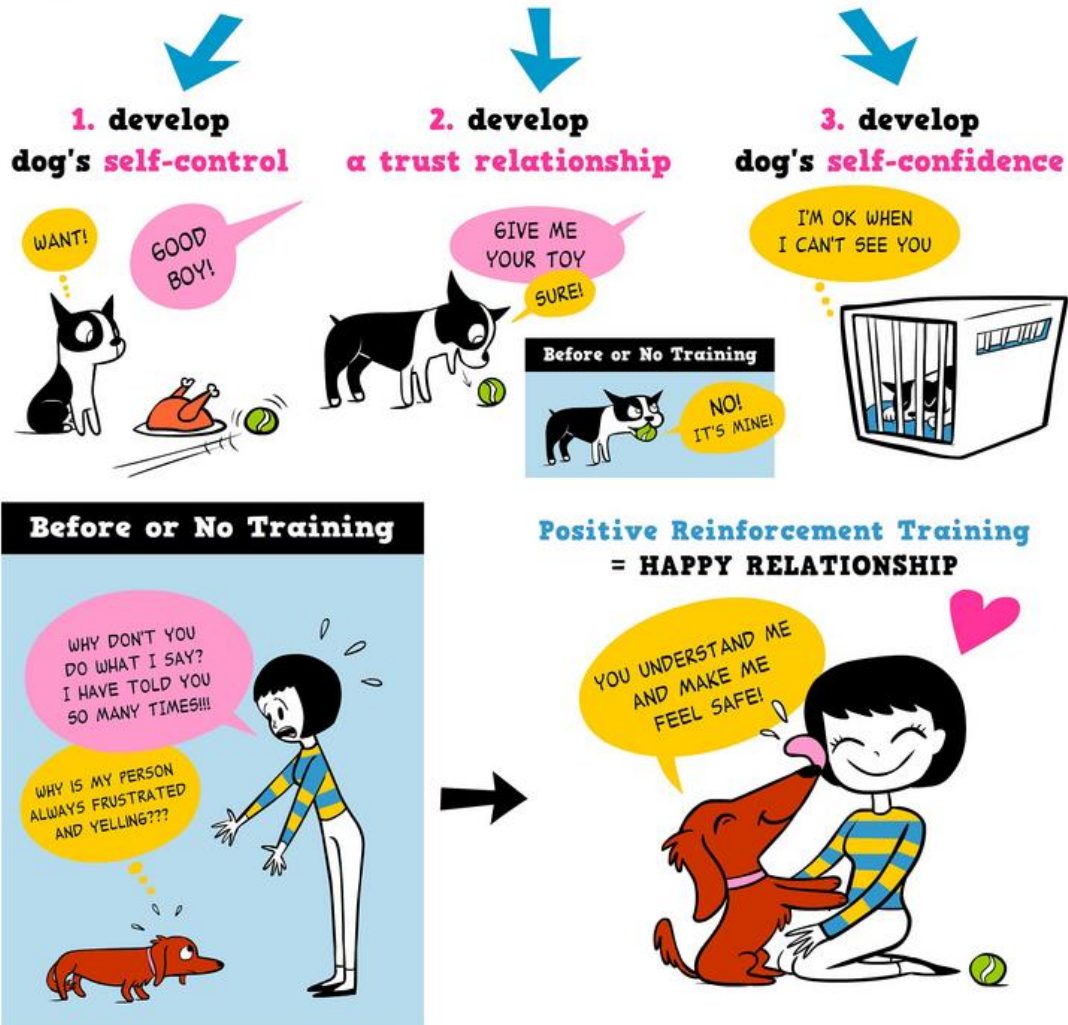 1. develop
dog's self-control
2. develop
a trust relationship
3. develop
dog's self-confidence
WANT!
GOOD
BOY!
GIVE ME
YOUR TOY
SURE!
Before or No Training
NO!
IT'S MINE!
I'M OK WHEN
I CAN'T SEE YOU
Before or No Training
WHY DON'T YOU
DO WHAT I SAY?
I HAVE TOLD YOU
SO MANY TIMES!!!
WHY IS MY PERSON
ALWAYS FRUSTRATED
AND YELLING???
Positive Reinforcement Training
= HAPPY RELATIONSHIP
YOU UNDERSTAND ME
AND MAKE ME
FEEL SAFE!